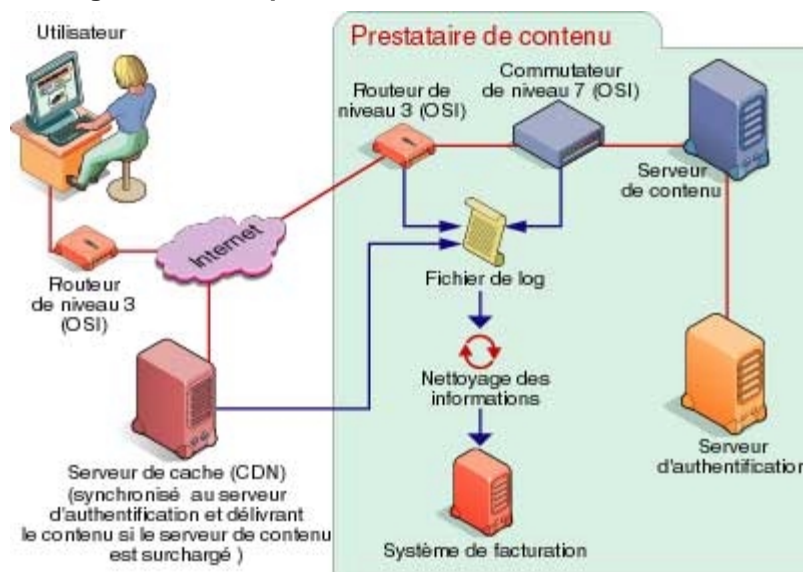 Utilisateur
Prestataire de contenu
Routeur de
niveau 3 (OSI)
Commutateur
de niveau 7 (OSI)
Serveur
de contenu
Internet
Routeur
de niveau 3
(OSI)
Fichier de log
Nettoyage des
informations
Serveur
d'authentification
Serveur de cache (CDN)
(synchronisé au serveur
d'authentification et délivrant
le contenu si le serveur de contenu
est surchargé )
Système de facturation